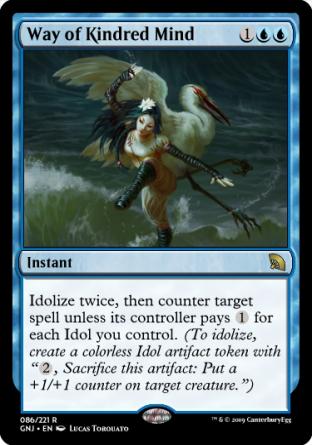 Way of Kindred Mind 1
Instant
Idolize twice, then counter target
spell unless its controller pays 1 for
each Idol you control. (To idolize,
create a colorless Idol artifact token with
“2, Sacrifice this artifact: Put a
+1/+1 counter on target creature.”)
086/221 R
GNJ • EN Lucas Torquato
™ & © 2019 CanterburyEgg